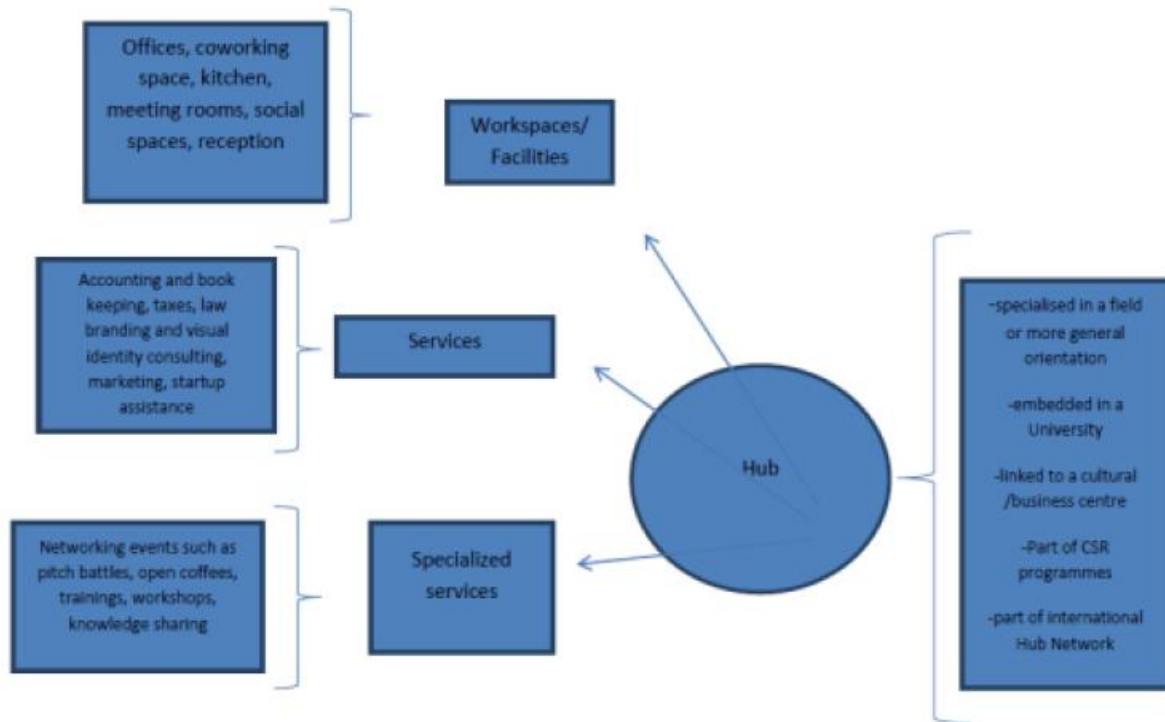 Offices, coworking
space, kitchen,
meeting rooms, social
spaces, reception
Workspaces/
Facilities
Accounting and book
keeping, taxes, law
branding and visual
identity consulting,
marketing, startup
assistance
Services
Networking events such as
pitch battles, open coffees,
trainings, workshops,
knowledge sharing
Specialized
services
Hub
-specialised in a field
or more general
orientation
-embedded in a
University
-linked to a cultural
/business centre
-Part of CSR
programmes
-part of international
Hub Network